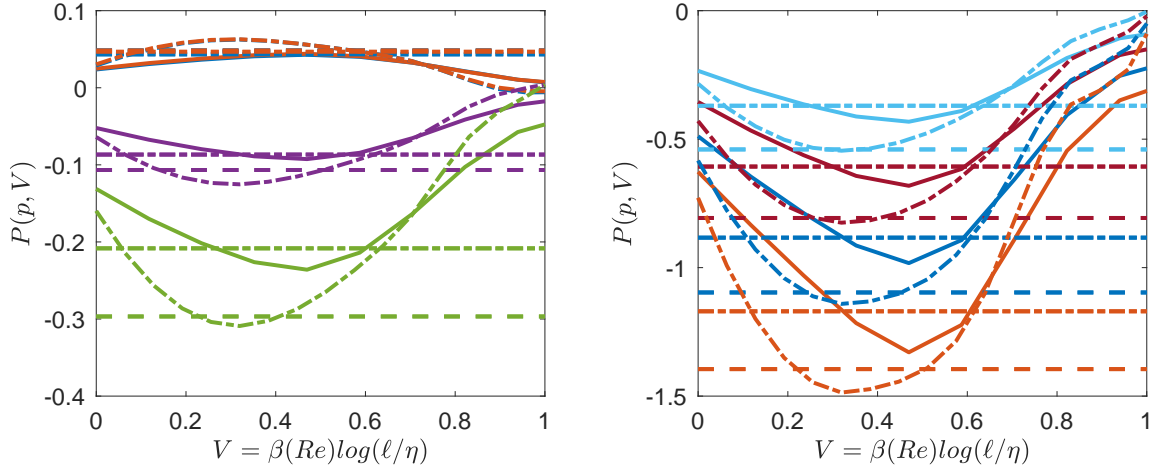 0.1
0
-0.1
-0.2
-0.3
-0.4
P(p, V)
0 0.2 0.4 0.6 0.8 1
V = β(Re)log(ℓ/η)
0
-0.5
-1
-1.5
P(p, V)
0 0.2 0.4 0.6 0.8 1
V = β(Re)log(ℓ/η)